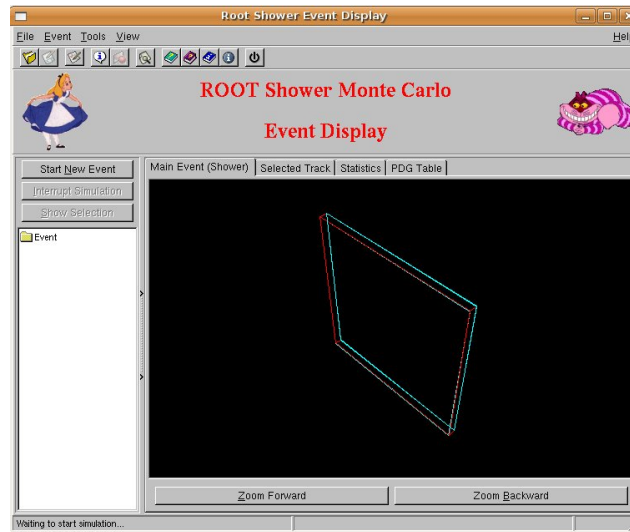 Root Shower Event Display
File Event Tools View Help
ROOT Shower Monte Carlo
Event Display
Start New Event
Interrupt Simulation
Show Selection
Event
Main Event (Shower) Selected Track Statistics PDG Table
Zoom Forward Zoom Backward
Waiting to start simulation...